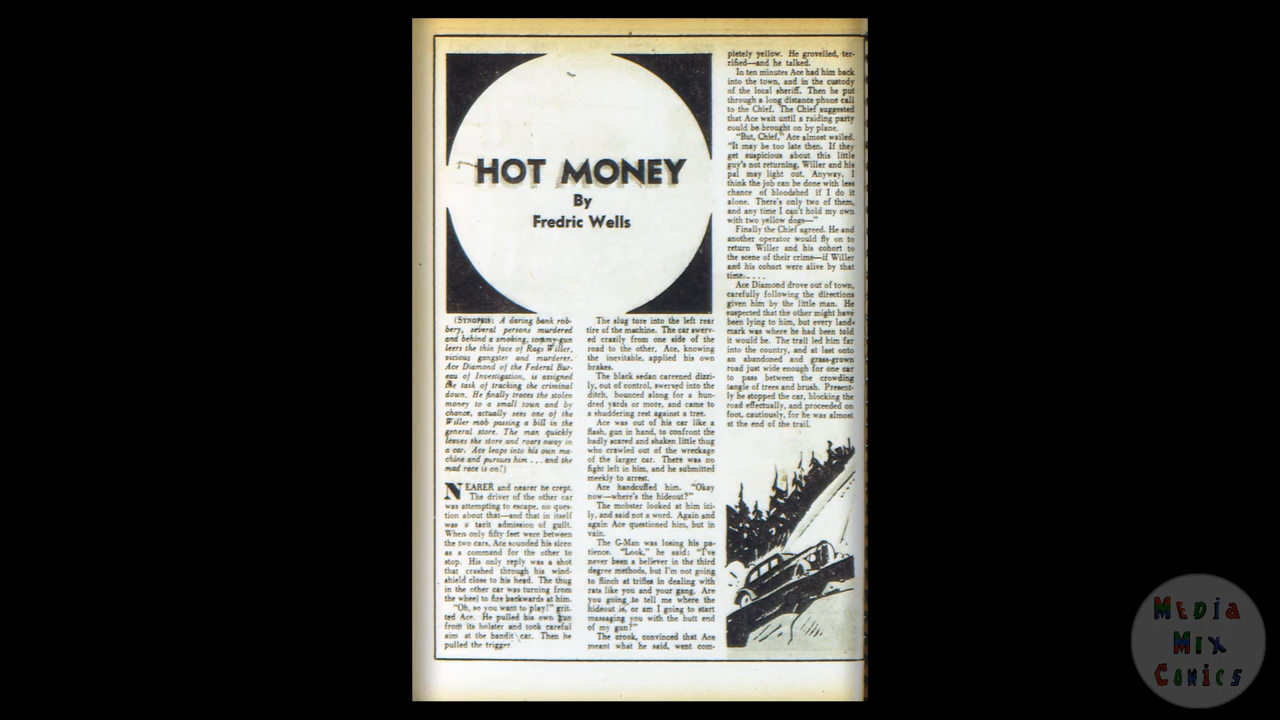 HOT MONEY
By
Fredric Wells
(SYNOPSIS: A daring bank rob-
bery, several persons murdered
and behind a smoking, tommy-gun
leers the thin face of Rags Willer,
vicious gangster and murderer.
Ace Diamond of the Federal Bur-
eau of Investigation, is assigned
the task of tracking the criminal
down. He finally traces the stolen
money to a small town and by
chance, actually sees one of the
Willer mob passing a bill in the
general store. The man quickly
leaves the store and roars away in
a car. Ace leaps into his own ma-
chine and pursues him . . . and the
mad race is on!)
NEARER and nearer he crept.
The driver of the other car
was attempting to escape, no ques-
tion about that—and that in itself
was a tacit admission of guilt.
When only fifty feet were between
the two cars, Ace sounded his siren
as a command for the other to
stop. His only reply was a shot
that crashed through his wind-
shield close to his head. The thug
in the other car was turning from
the wheel to fire backwards at him.
"Oh, so you want to play!" grit-
ted Ace. He pulled his own gun
from its holster and took careful
aim at the bandit car. Then he
pulled the trigger.
The slug tore into the left rear
tire of the machine. The car swerv-
ed crazily from one side of the
road to the other. Ace, knowing
the inevitable, applied his own
brakes.
The black sedan careened dizzi-
ly, out of control, swerved into the
ditch, bounced along for a hun-
dred yards or more, and came to
a shuddering rest against a tree.
Ace was out of his car like a
flash, gun in hand, to confront the
badly scared and shaken little thug
who crawled out of the wreckage
of the larger car. There was no
fight left in him, and he submitted
meekly to arrest.
Ace handcuffed him. "Okay
now—where's the hideout?"
The mobster looked at him ici-
ly, and said not a word. Again and
again Ace questioned him, but in
vain.
The G-Man was losing his pa-
tience. "Look," he said: "I've
never been a believer in the third
degree methods, but I'm not going
to flinch at trifles in dealing with
rats like you and your gang. Are
you going to tell me where the
hideout is, or am I going to start
massaging you with the butt end
of my gun?"
The crook, convinced that Ace
meant what he said, went com-
pletely yellow. He grovelled, ter-
rified—and he talked.
In ten minutes Ace had him back
into the town, and in the custody
of the local sheriff. Then he put
through a long distance phone call
to the Chief. The Chief suggested
that Ace wait until a raiding party
could be brought on by plane.
"But, Chief," Ace almost wailed.
"It may be too late then. If they
get suspicious about this little
guy's not returning, Willer and his
pal may light out. Anyway, I
think the job can be done with less
chance of bloodshed if I do it
alone. There's only two of them,
and any time I can't hold my own
with two yellow dogs—"
Finally the Chief agreed. He and
another operator would fly on to
return Willer and his cohort to
the scene of their crime—if Willer
and his cohort were alive by that
time. . . . .
Ace Diamond drove out of town,
carefully following the directions
given him by the little man. He
suspected that the other might have
been lying to him, but every land-
mark was where he had been told
it would be. The trail led him far
into the country, and at last onto
an abandoned and grass-grown
road just wide enough for one car
to pass between the crowding
tangle of trees and brush. Present-
ly he stopped the car, blocking the
road effectually, and proceeded on
foot, cautiously, for he was almost
at the end of the trail.
MEDIA
MIX
COMICS